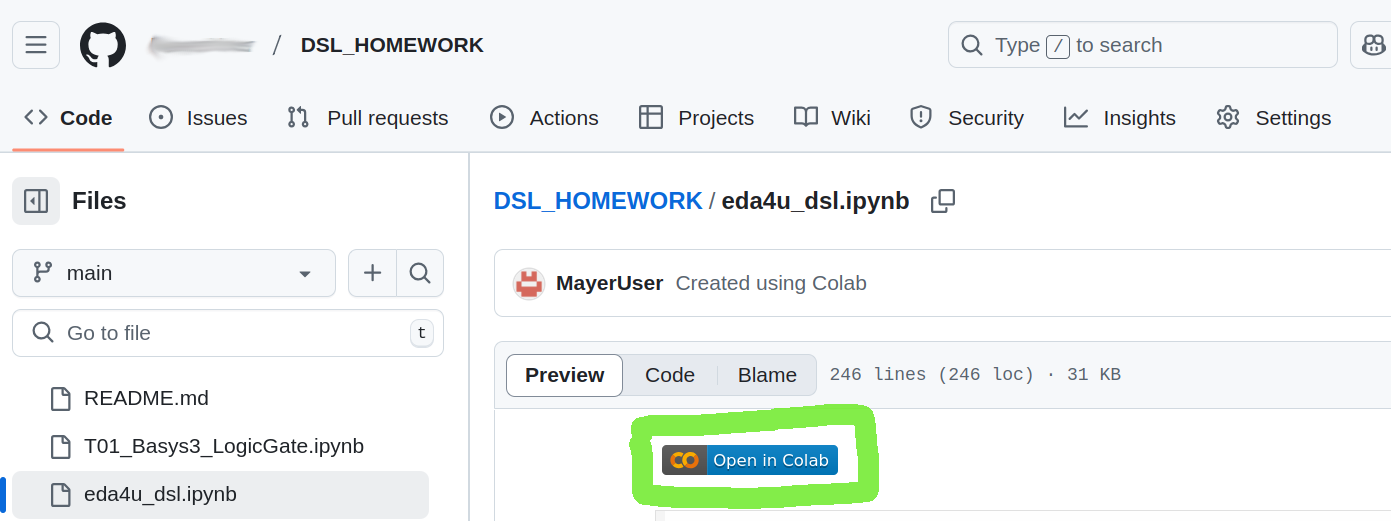 / DSL_HOMEWORK Type / to search
Code Issues Pull requests Actions Projects Wiki Security Insights Settings
Files
main
Go to file t
README.md
T01_Basys3_LogicGate.ipynb
eda4u_dsl.ipynb
DSL_HOMEWORK / eda4u_dsl.ipynb
MayerUser Created using Colab
Preview Code Blame 246 lines (246 loc) · 31 KB
Open in Colab